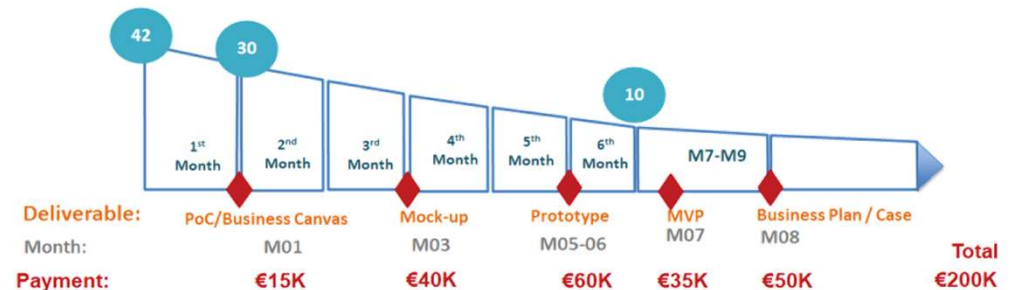 42
30
10
1st
Month
2nd
Month
3rd
Month
4th
Month
5th
Month
6th
Month
M7-M9
Deliverable: PoC/Business Canvas Mock-up Prototype MVP Business Plan / Case
Month: M01 M03 M05-06 M07 M08
Total
Payment: €15K €40K €60K €35K €50K €200K